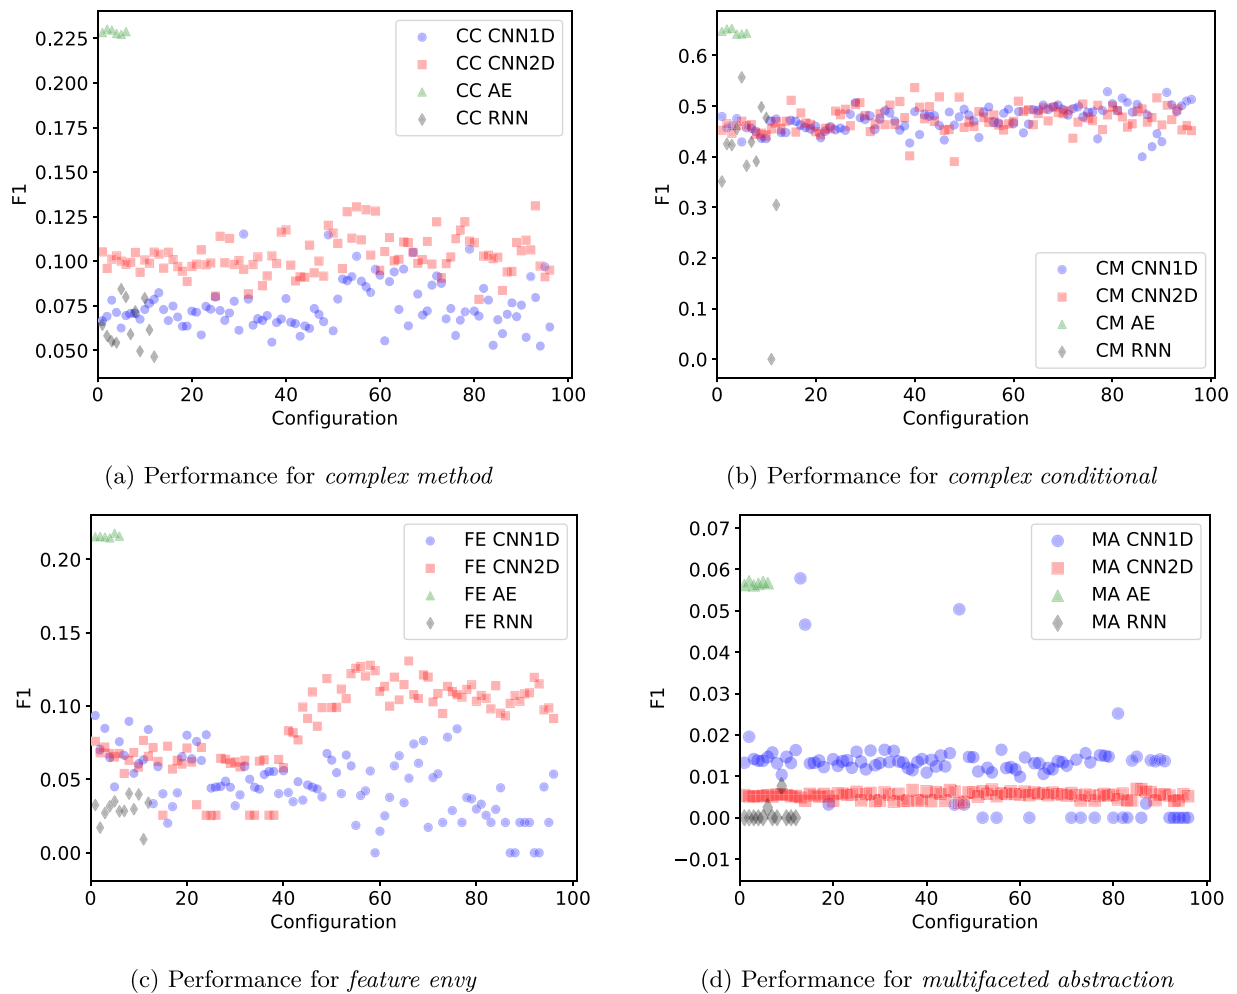 CC CNN1D
CC CNN2D
CC AE
CC RNN
0.225
0.200
0.175
0.150
0.125
0.100
0.075
0.050
F1
0 20 40 60 80 100
Configuration
(a) Performance for complex method
CM CNN1D
CM CNN2D
CM AE
CM RNN
0.6
0.5
0.4
0.3
0.2
0.1
0.0
F1
0 20 40 60 80 100
Configuration
(b) Performance for complex conditional
FE CNN1D
FE CNN2D
FE AE
FE RNN
0.20
0.15
0.10
0.05
0.00
F1
0 20 40 60 80 100
Configuration
(c) Performance for feature envy
MA CNN1D
MA CNN2D
MA AE
MA RNN
0.07
0.06
0.05
0.04
0.03
0.02
0.01
0.00
−0.01
F1
0 20 40 60 80 100
Configuration
(d) Performance for multifaceted abstraction